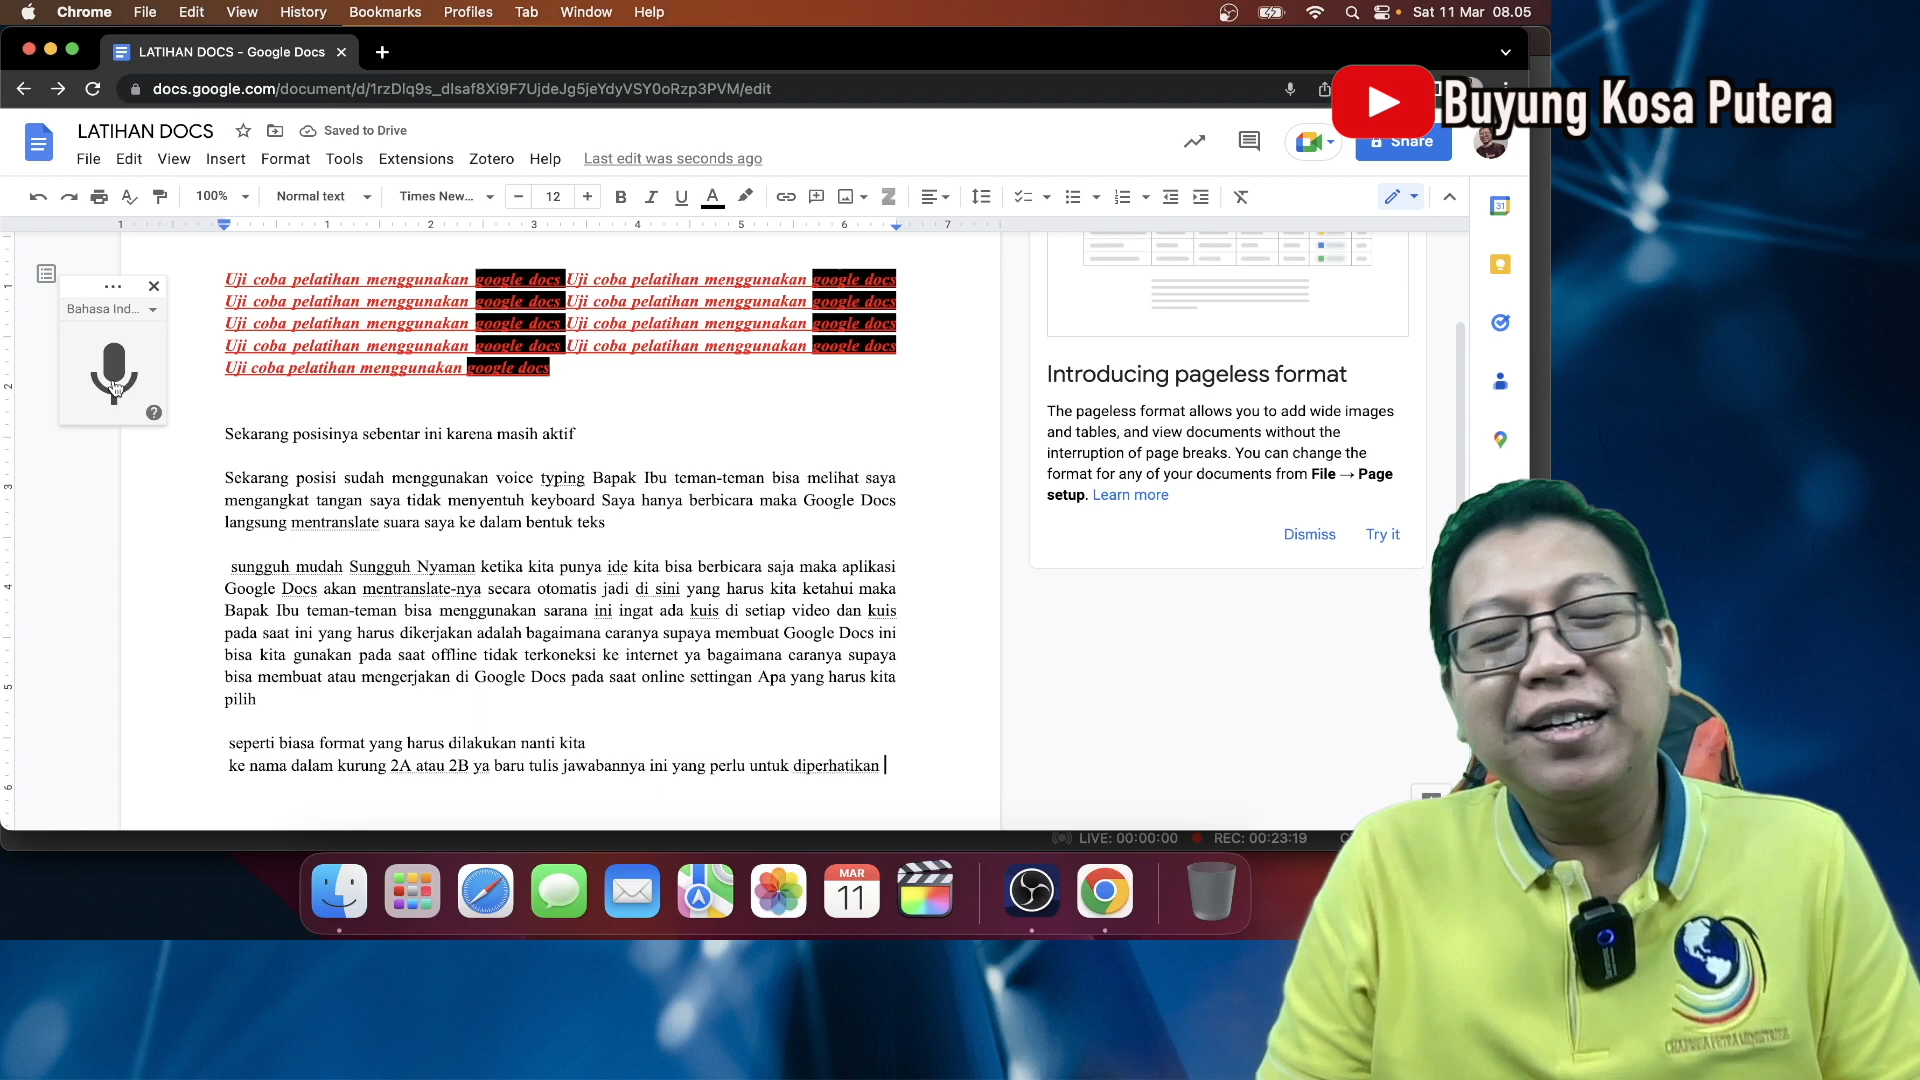 Chrome File Edit View History Bookmarks Profiles Tab Window Help Sat 11 Mar 08.05
LATIHAN DOCS - Google Docs
docs.google.com/document/d/1rzDlq9s_dlsaf8Xi9F7UjdeJg5jeYdyVSY0oRzp3PVM/edit
Buyung Kosa Putera
LATIHAN DOCS Saved to Drive
Share
File Edit View Insert Format Tools Extensions Zotero Help Last edit was seconds ago
100% Normal text Times New... 12
1 1 2 3 4 5 6 7
Uji coba pelatihan menggunakan google docs Uji coba pelatihan menggunakan google docs
Uji coba pelatihan menggunakan google docs Uji coba pelatihan menggunakan google docs
Uji coba pelatihan menggunakan google docs Uji coba pelatihan menggunakan google docs
Uji coba pelatihan menggunakan google docs Uji coba pelatihan menggunakan google docs
Uji coba pelatihan menggunakan google docs
Bahasa Ind...
Sekarang posisinya sebentar ini karena masih aktif
Sekarang posisi sudah menggunakan voice typing Bapak Ibu teman-teman bisa melihat saya
mengangkat tangan saya tidak menyentuh keyboard Saya hanya berbicara maka Google Docs
langsung mentranslate suara saya ke dalam bentuk teks
sungguh mudah Sungguh Nyaman ketika kita punya ide kita bisa berbicara saja maka aplikasi
Google Docs akan mentranslate-nya secara otomatis jadi di sini yang harus kita ketahui maka
Bapak Ibu teman-teman bisa menggunakan sarana ini ingat ada kuis di setiap video dan kuis
pada saat ini yang harus dikerjakan adalah bagaimana caranya supaya membuat Google Docs ini
bisa kita gunakan pada saat offline tidak terkoneksi ke internet ya bagaimana caranya supaya
bisa membuat atau mengerjakan di Google Docs pada saat online settingan Apa yang harus kita
pilih
seperti biasa format yang harus dilakukan nanti kita
ke nama dalam kurung 2A atau 2B ya baru tulis jawabannya ini yang perlu untuk diperhatikan
Introducing pageless format
The pageless format allows you to add wide images
and tables, and view documents without the
interruption of page breaks. You can change the
format for any of your documents from File → Page
setup. Learn more
Dismiss Try it
31
LIVE: 00:00:00 REC: 00:23:19
MAR
11